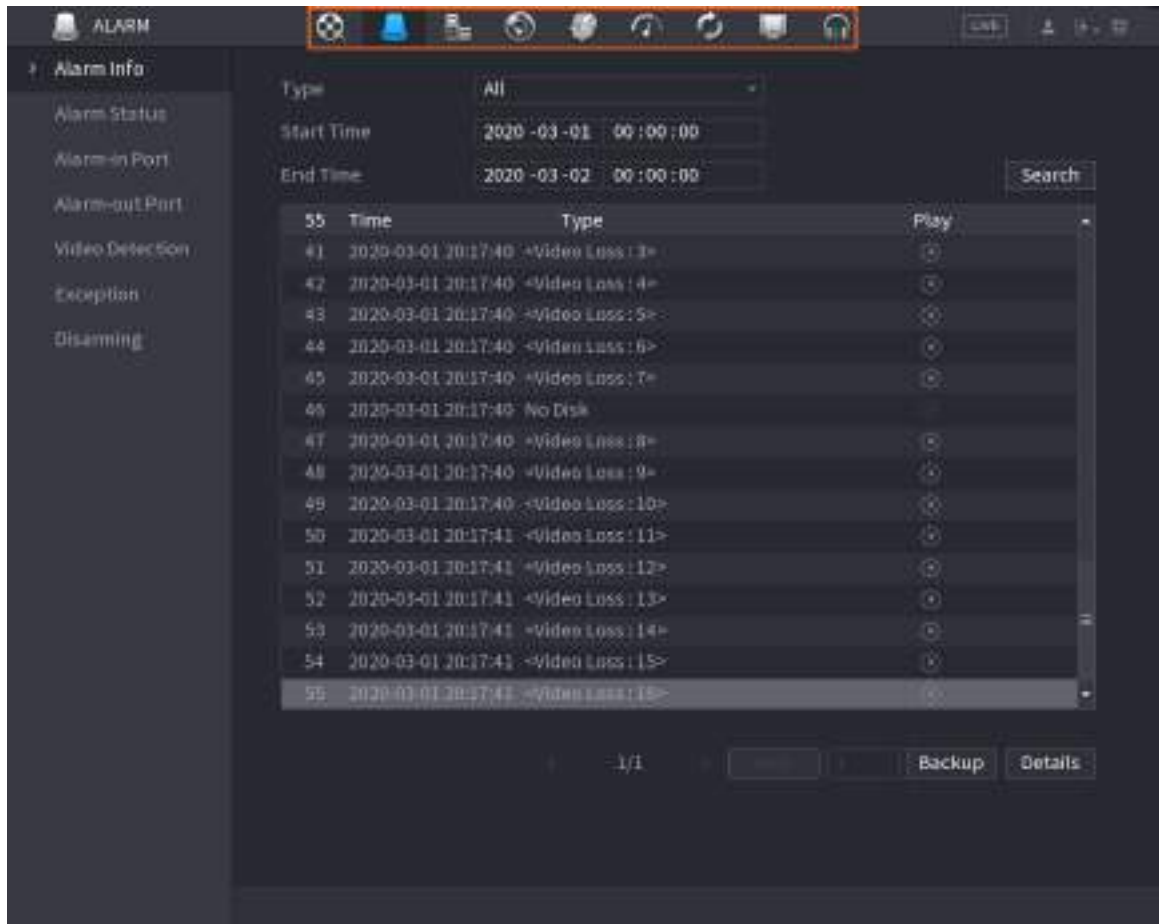 ALARM LIVE
Alarm Info
Alarm Status
Alarm-in Port
Alarm-out Port
Video Detection
Exception
Disarming
Type All
Start Time 2020 -03 -01 00 : 00 : 00
End Time 2020 -03 -02 00 : 00 : 00
Search
55 Time Type Play
41 2020-03-01 20:17:40 <Video Loss : 3>
42 2020-03-01 20:17:40 <Video Loss : 4>
43 2020-03-01 20:17:40 <Video Loss : 5>
44 2020-03-01 20:17:40 <Video Loss : 6>
45 2020-03-01 20:17:40 <Video Loss : 7>
46 2020-03-01 20:17:40 No Disk
47 2020-03-01 20:17:40 <Video Loss : 8>
48 2020-03-01 20:17:40 <Video Loss : 9>
49 2020-03-01 20:17:40 <Video Loss : 10>
50 2020-03-01 20:17:41 <Video Loss : 11>
51 2020-03-01 20:17:41 <Video Loss : 12>
52 2020-03-01 20:17:41 <Video Loss : 13>
53 2020-03-01 20:17:41 <Video Loss : 14>
54 2020-03-01 20:17:41 <Video Loss : 15>
55 2020-03-01 20:17:41 <Video Loss : 16>
1/1 Backup Details